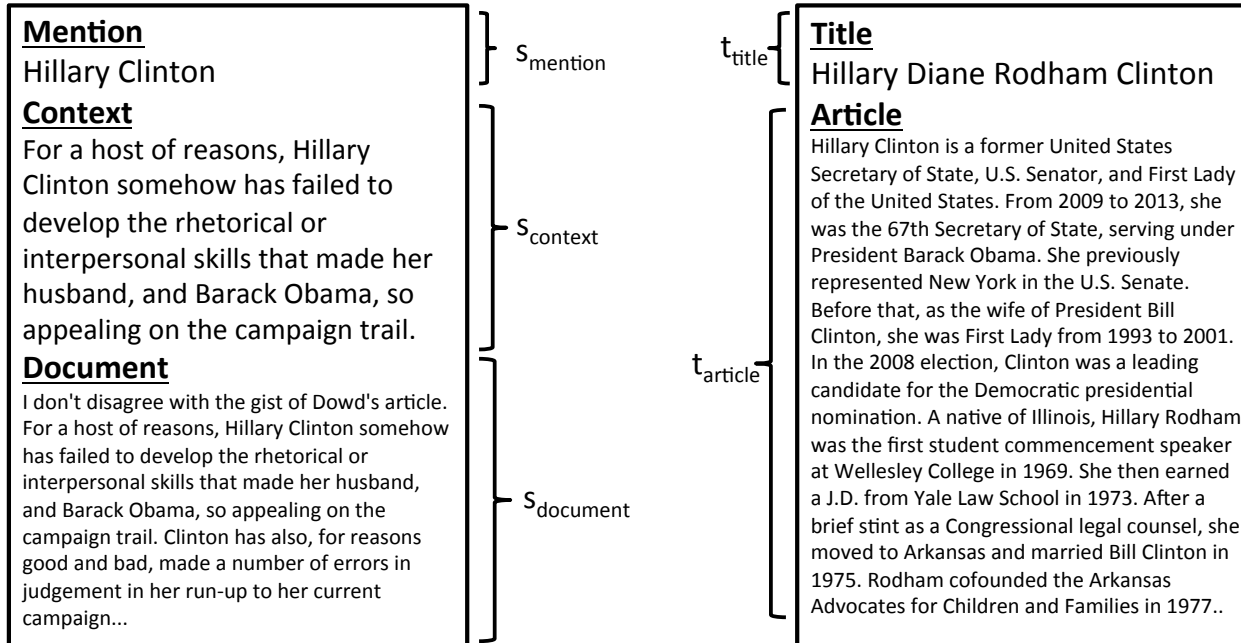 Mention
Hillary Clinton
Context
For a host of reasons, Hillary
Clinton somehow has failed to
develop the rhetorical or
interpersonal skills that made her
husband, and Barack Obama, so
appealing on the campaign trail.
Document
I don't disagree with the gist of Dowd's article.
For a host of reasons, Hillary Clinton somehow
has failed to develop the rhetorical or
interpersonal skills that made her husband,
and Barack Obama, so appealing on the
campaign trail. Clinton has also, for reasons
good and bad, made a number of errors in
judgement in her run-up to her current
campaign...
s_mention
s_context
s_document
t_title
t_article
Title
Hillary Diane Rodham Clinton
Article
Hillary Clinton is a former United States
Secretary of State, U.S. Senator, and First Lady
of the United States. From 2009 to 2013, she
was the 67th Secretary of State, serving under
President Barack Obama. She previously
represented New York in the U.S. Senate.
Before that, as the wife of President Bill
Clinton, she was First Lady from 1993 to 2001.
In the 2008 election, Clinton was a leading
candidate for the Democratic presidential
nomination. A native of Illinois, Hillary Rodham
was the first student commencement speaker
at Wellesley College in 1969. She then earned
a J.D. from Yale Law School in 1973. After a
brief stint as a Congressional legal counsel, she
moved to Arkansas and married Bill Clinton in
1975. Rodham cofounded the Arkansas
Advocates for Children and Families in 1977..